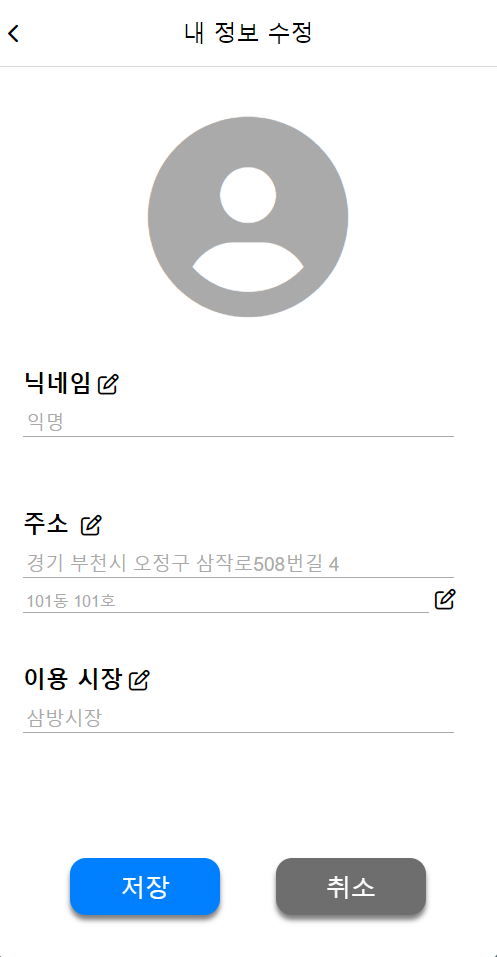 내 정보 수정
닉네임
익명
주소
경기 부천시 오정구 삼작로508번길 4
101동 101호
이용 시장
삼방시장
저장
취소